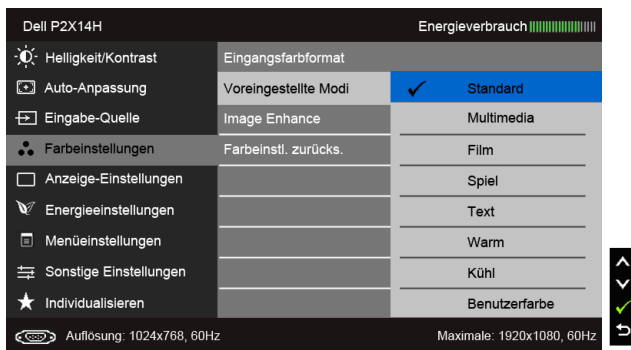 Dell P2X14H Energieverbrauch
Helligkeit/Kontrast Eingangsfarbformat
Auto-Anpassung Voreingestellte Modi Standard
Eingabe-Quelle Image Enhance Multimedia
Farbeinstellungen Farbeinstl. zurücks. Film
Anzeige-Einstellungen Spiel
Energieeinstellungen Text
Menüeinstellungen Warm
Sonstige Einstellungen Kühl
Individualisieren Benutzerfarbe
Auflösung: 1024x768, 60Hz Maximale: 1920x1080, 60Hz